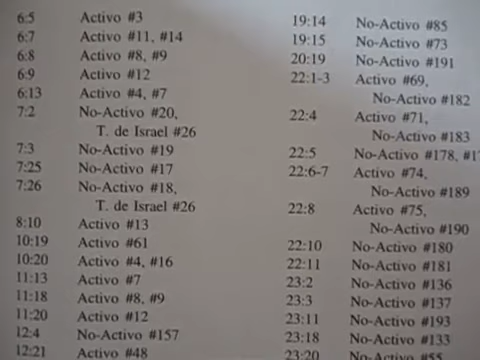 6:5 Activo #3
6:7 Activo #11, #14
6:8 Activo #8, #9
6:9 Activo #12
6:13 Activo #4, #7
7:2 No-Activo #20,
T. de Israel #26
7:3 No-Activo #19
7:25 No-Activo #17
7:26 No-Activo #18,
T. de Israel #26
8:10 Activo #13
10:19 Activo #61
10:20 Activo #4, #16
11:13 Activo #7
11:18 Activo #8, #9
11:20 Activo #12
12:4 No-Activo #157
12:21 Activo #48
19:14 No-Activo #85
19:15 No-Activo #73
20:19 No-Activo #191
22:1-3 Activo #69,
No-Activo #182
22:4 Activo #71,
No-Activo #183
22:5 No-Activo #178,
22:6-7 Activo #74,
No-Activo #189
22:8 Activo #75,
No-Activo #190
22:10 No-Activo #180
22:11 No-Activo #181
23:2 No-Activo #136
23:3 No-Activo #137
23:11 No-Activo #193
23:18 No-Activo #133
23:20 No-Activo #55